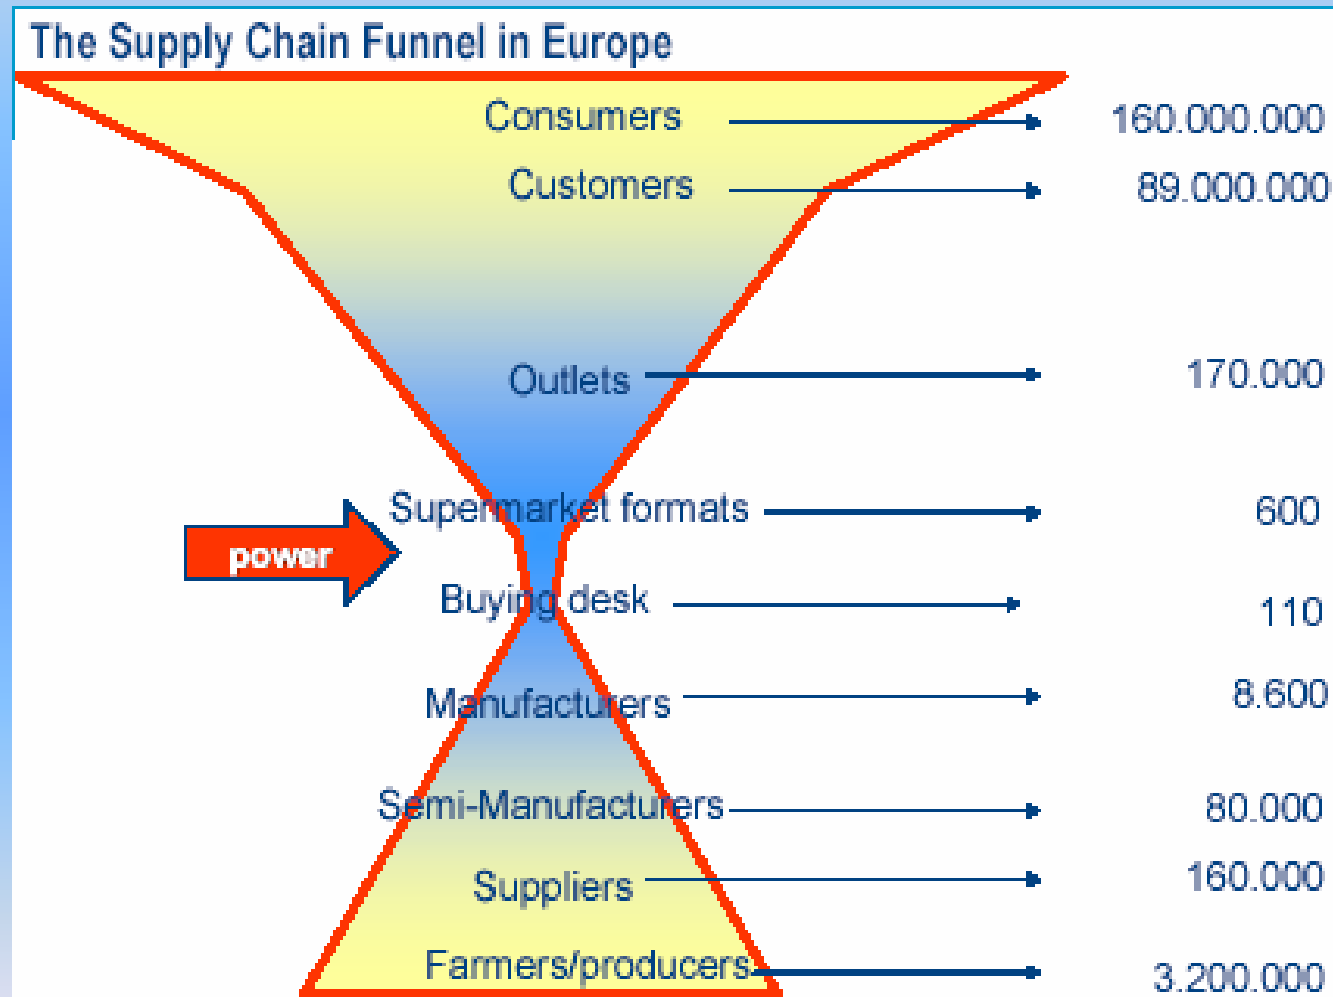 The Supply Chain Funnel in Europe
Consumers 160.000.000
Customers 89.000.000
Outlets 170.000
Supermarket formats 600
power
Buying desk 110
Manufacturers 8.600
Semi-Manufacturers 80.000
Suppliers 160.000
Farmers/producers 3.200.000